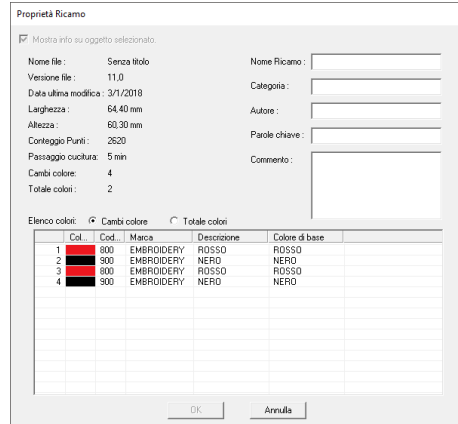 Proprietà Ricamo
Mostra info su oggetto selezionato.
Nome file : Senza titolo
Versione file : 11,0
Data ultima modifica : 3/1/2018
Larghezza : 64,40 mm
Altezza : 60,30 mm
Conteggio Punti : 2620
Passaggio cucitura: 5 min
Cambi colore: 4
Totale colori : 2
Nome Ricamo :
Categoria :
Autore :
Parole chiave :
Commento :
Elenco colori: Cambi colore Totale colori
Col... Cod... Marca Descrizione Colore di base
1 800 EMBROIDERY ROSSO ROSSO
2 900 EMBROIDERY NERO NERO
3 800 EMBROIDERY ROSSO ROSSO
4 900 EMBROIDERY NERO NERO
OK Annulla